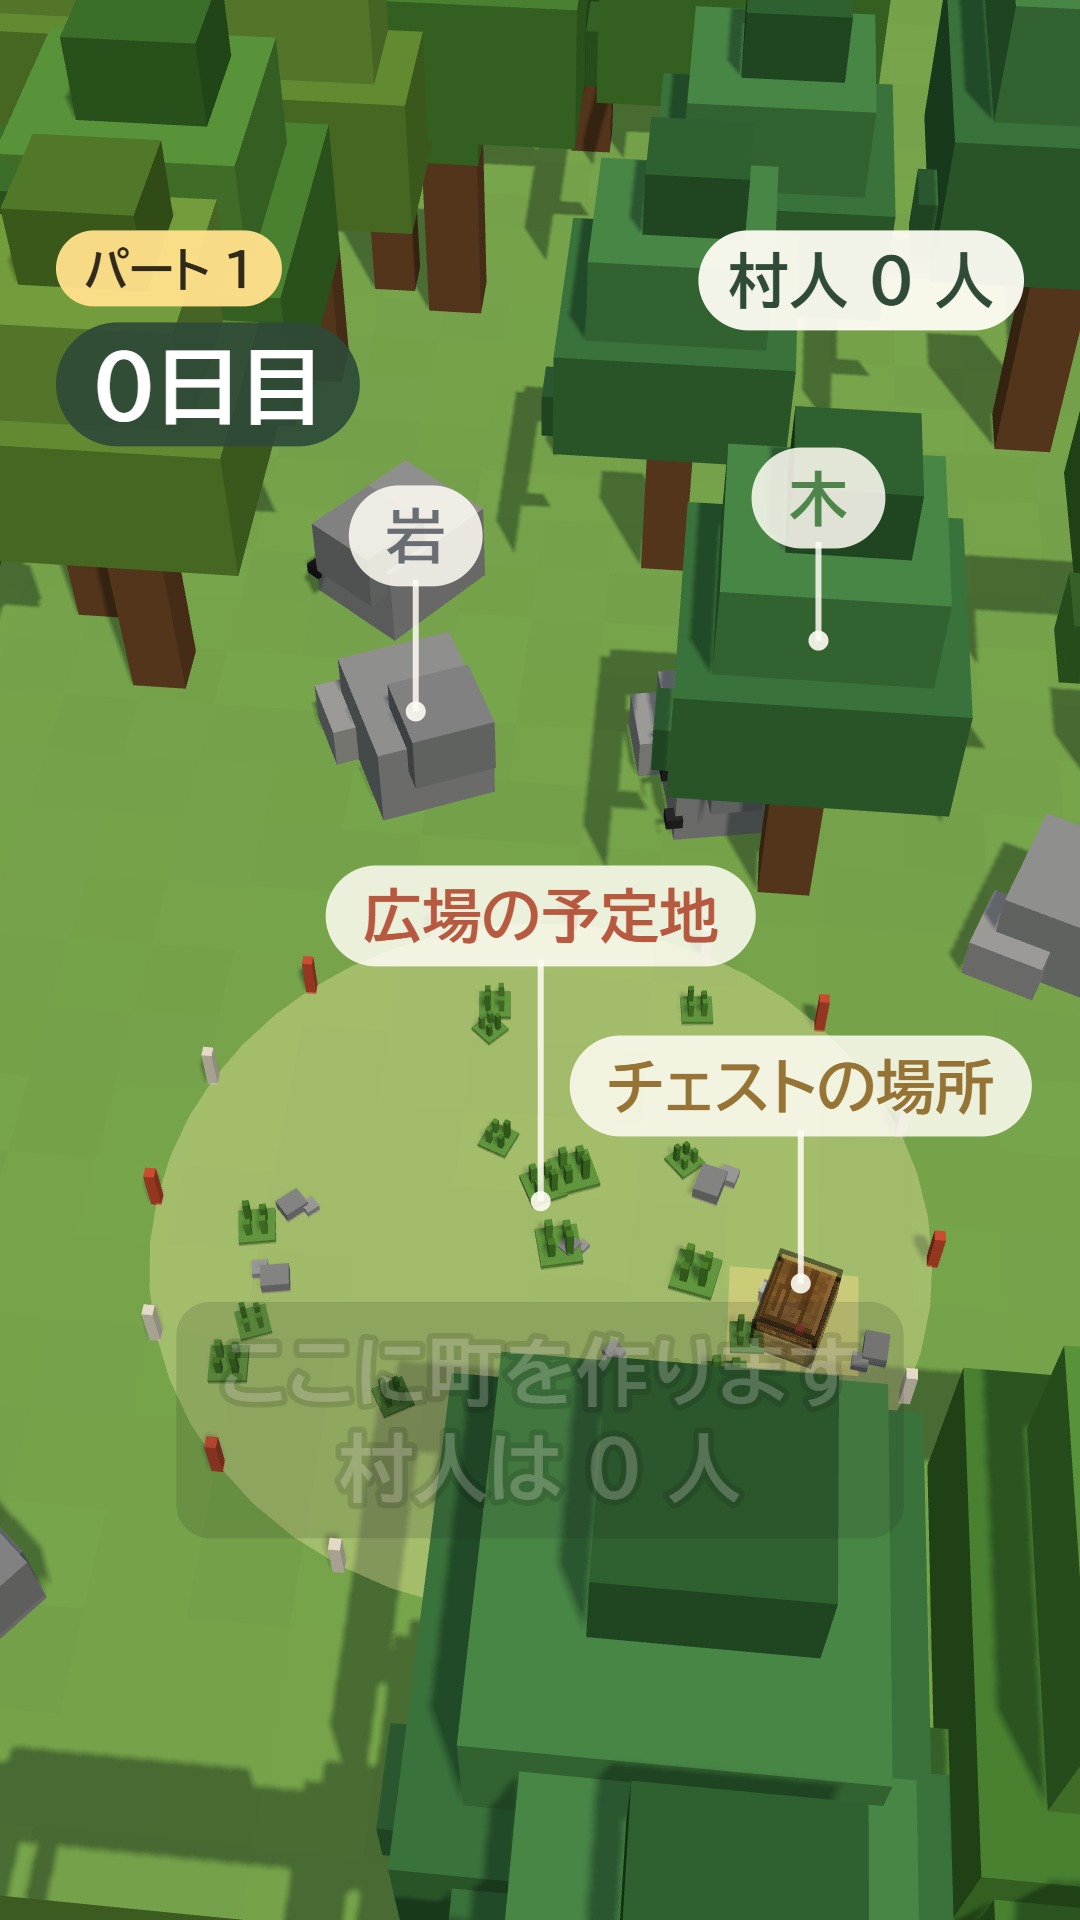 パート 1
村人 0 人
0日目
木
岩
広場の予定地
チェストの場所
ここに町を作ります
村人は 0 人